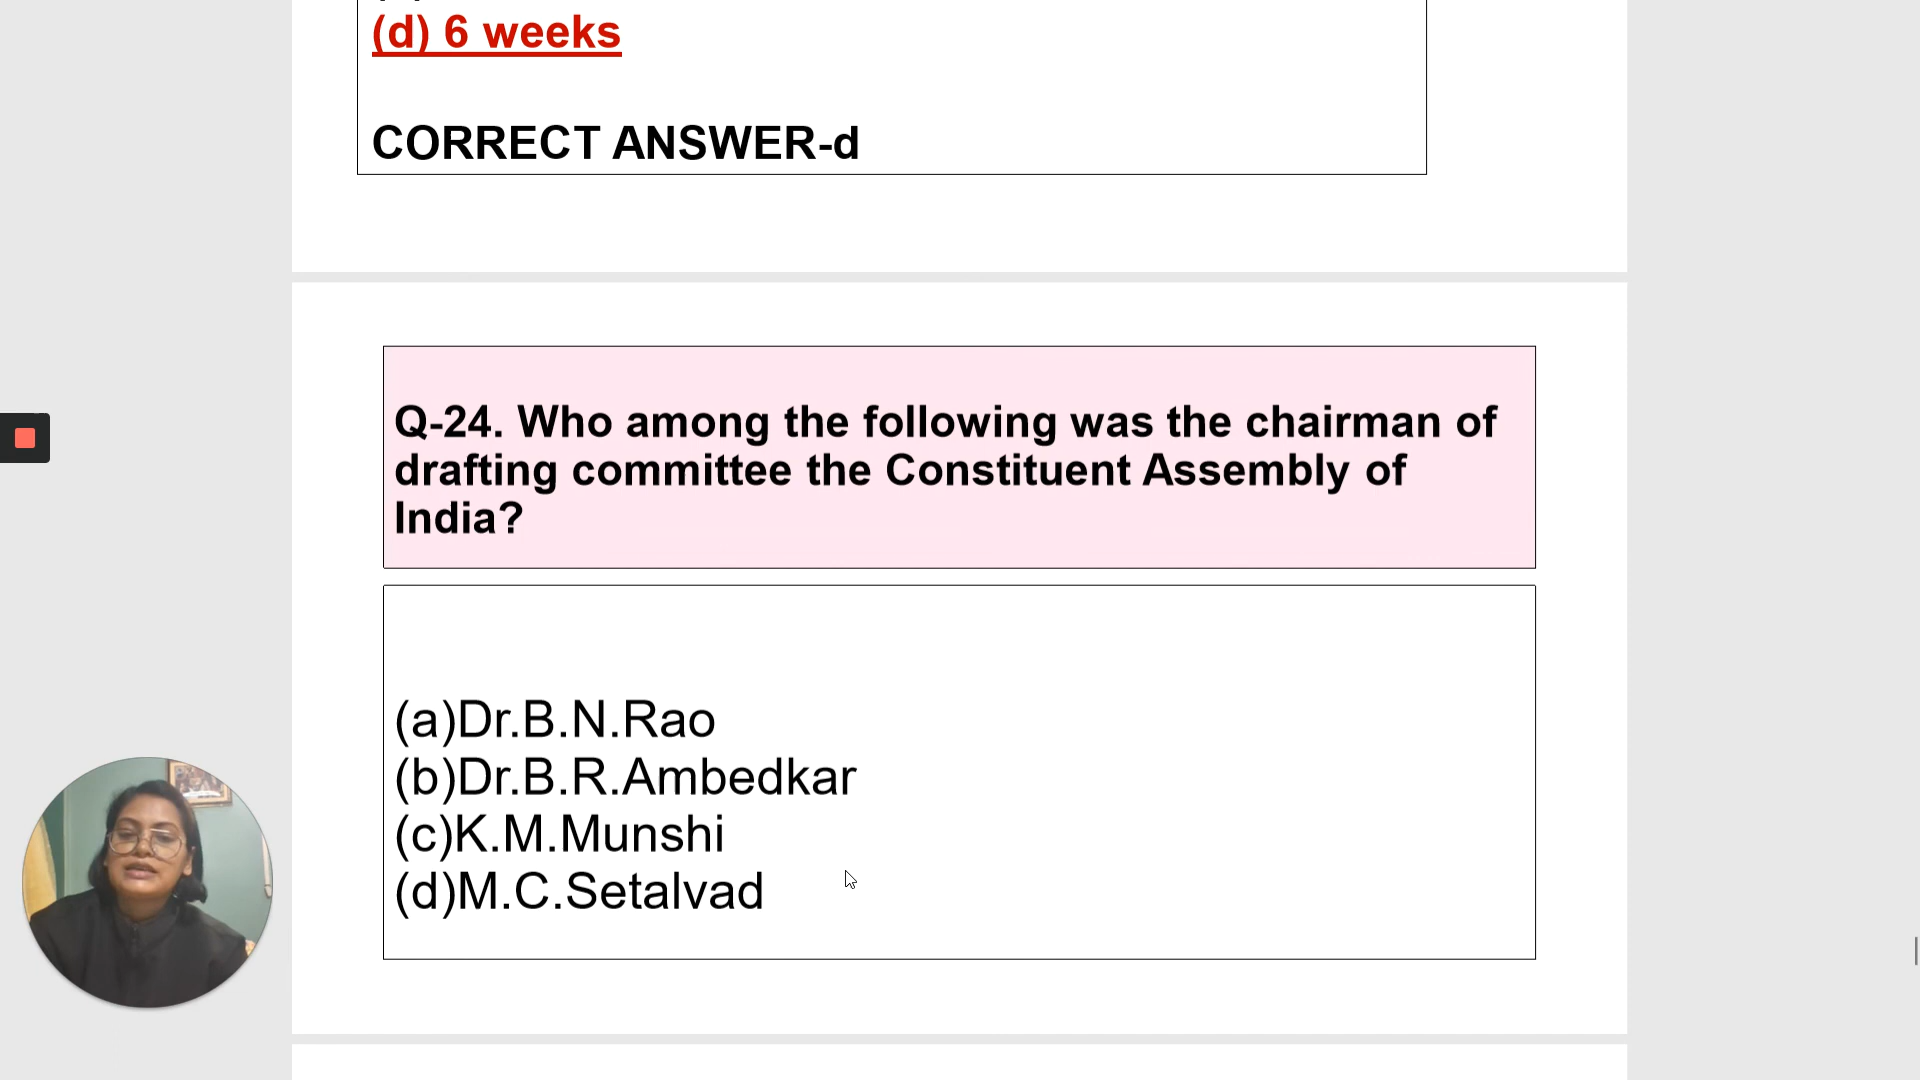 (d) 6 weeks
CORRECT ANSWER-d
Q-24. Who among the following was the chairman of
drafting committee the Constituent Assembly of
India?
(a)Dr.B.N.Rao
(b)Dr.B.R.Ambedkar
(c)K.M.Munshi
(d)M.C.Setalvad